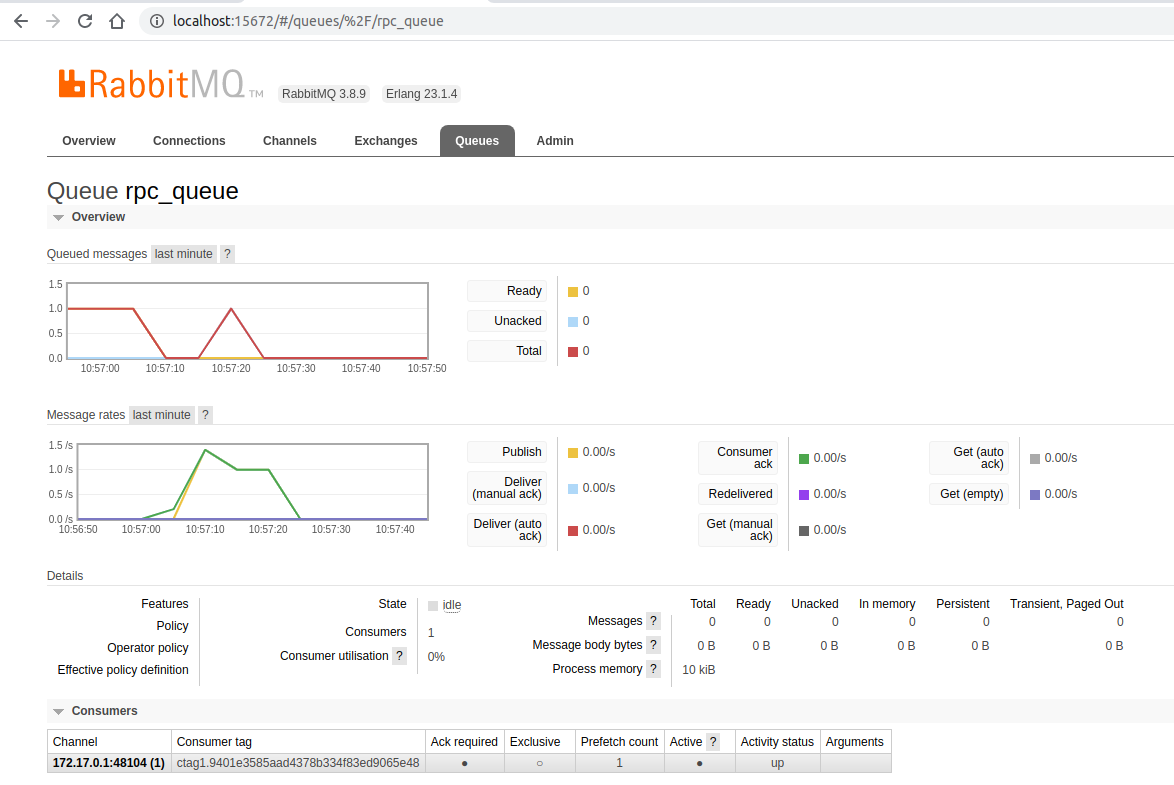 localhost:15672/#/queues/%2F/rpc_queue
RabbitMQ TM RabbitMQ 3.8.9 Erlang 23.1.4
Overview Connections Channels Exchanges Queues Admin
Queue rpc_queue
Overview
Queued messages last minute ?
1.5
1.0
0.5
0.0
10:57:00 10:57:10 10:57:20 10:57:30 10:57:40 10:57:50
Ready 0
Unacked 0
Total 0
Message rates last minute ?
1.5 /s
1.0 /s
0.5 /s
0.0 /s
10:56:50 10:57:00 10:57:10 10:57:20 10:57:30 10:57:40
Publish 0.00/s
Deliver
(manual ack) 0.00/s
Deliver (auto
ack) 0.00/s
Consumer
ack 0.00/s
Redelivered 0.00/s
Get (manual
ack) 0.00/s
Get (auto
ack) 0.00/s
Get (empty) 0.00/s
Details
Features
Policy
Operator policy
Effective policy definition
State idle
Consumers 1
Consumer utilisation ? 0%
Total Ready Unacked In memory Persistent Transient, Paged Out
Messages ? 0 0 0 0 0 0
Message body bytes ? 0 B 0 B 0 B 0 B 0 B 0 B
Process memory ? 10 kiB
Consumers
Channel Consumer tag Ack required Exclusive Prefetch count Active ? Activity status Arguments
172.17.0.1:48104 (1) ctag1.9401e3585aad4378b334f83ed9065e48 ● ○ 1 ● up